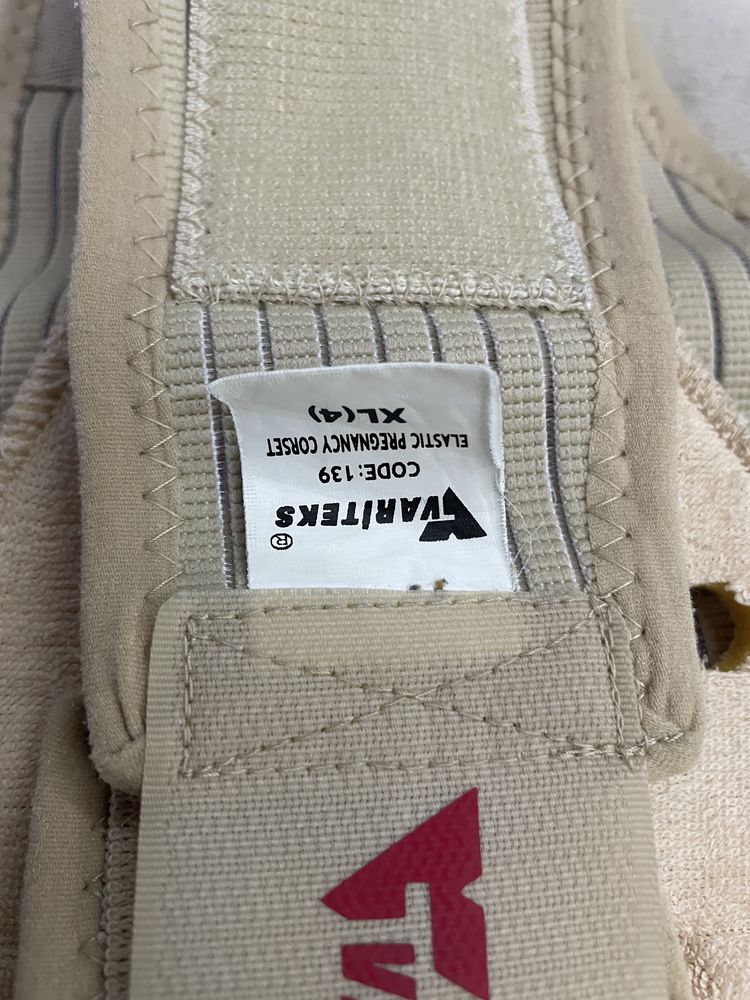 ®
VARITEKS
CODE: 139
ELASTIC PREGNANCY CORSET
XL(4)